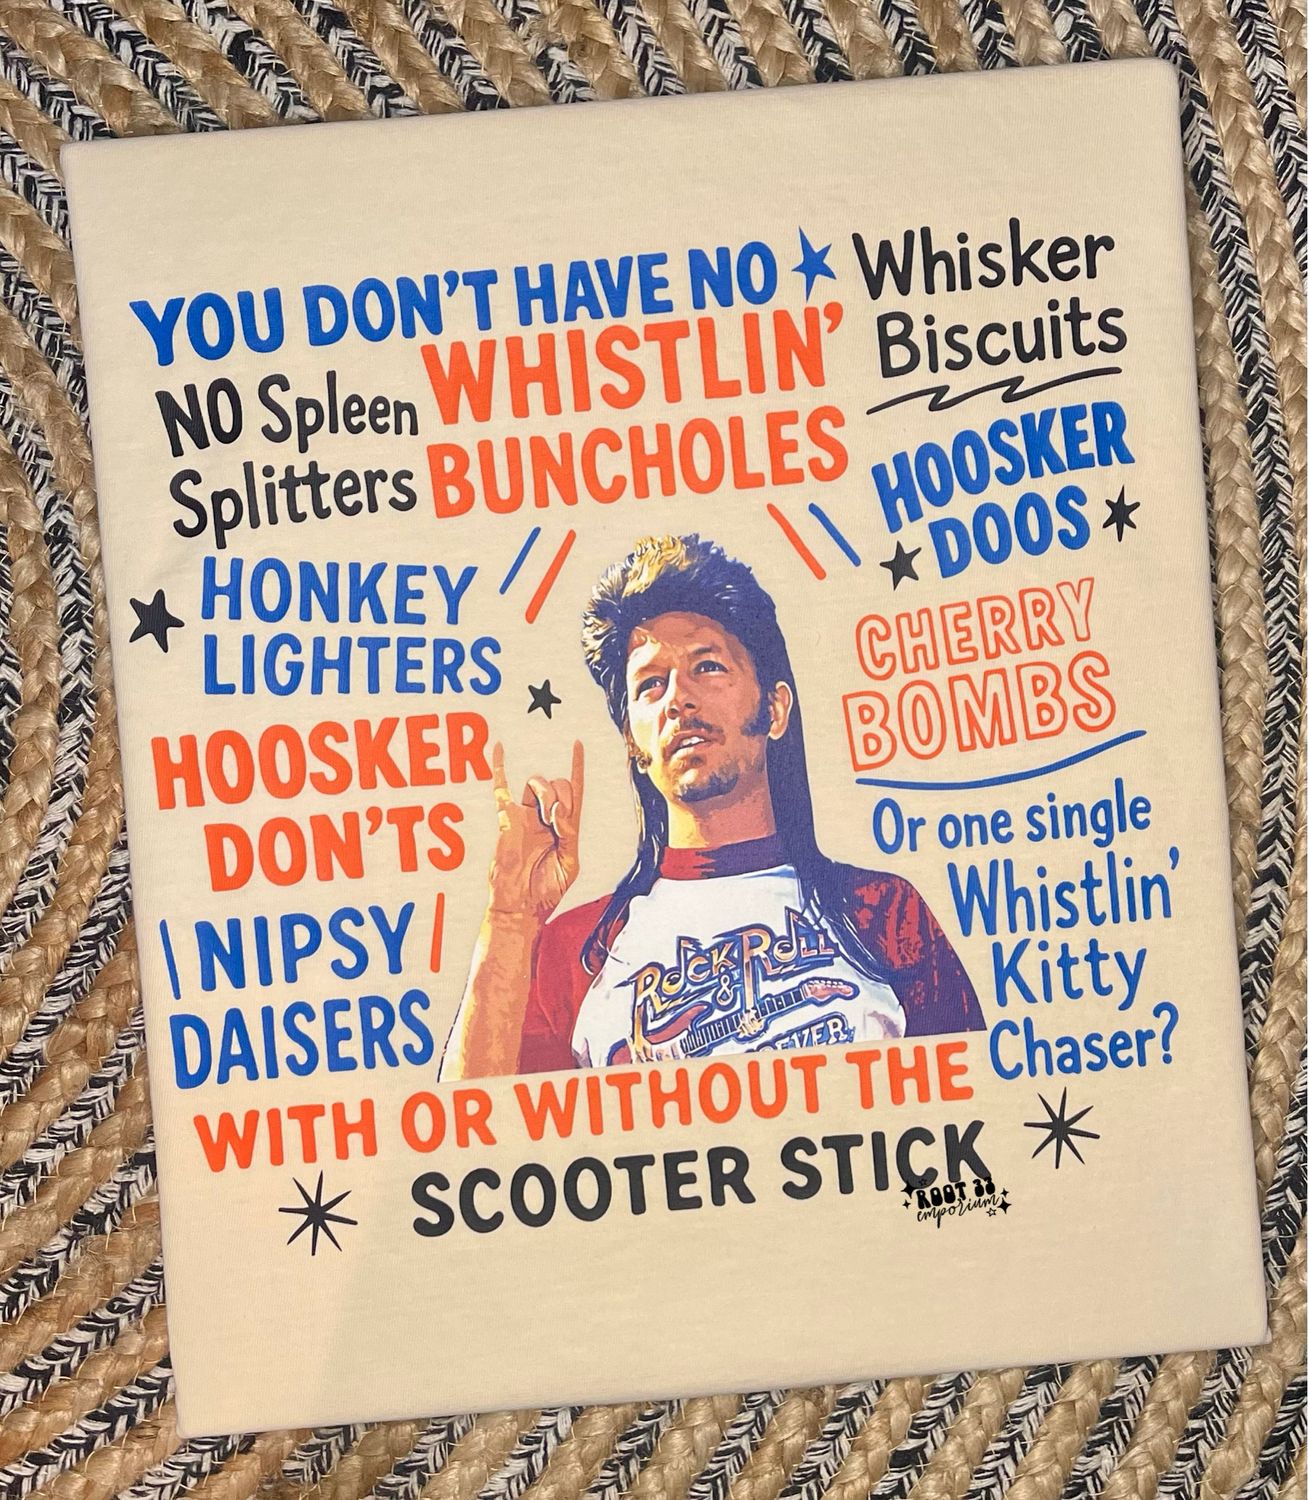 YOU DON'T HAVE NO
NO Spleen
Splitters
WHISTLIN'
BUNCHOLES
Whisker
Biscuits
HONKEY
LIGHTERS
HOOSKER
DOOS
HOOSKER
DON'TS
CHERRY
BOMBS
NIPSY
DAISERS
Or one single
Whistlin'
Kitty
Chaser?
ROCK
&
ROLL
WITH OR WITHOUT THE
SCOOTER STICK
ROOT 33
emporium